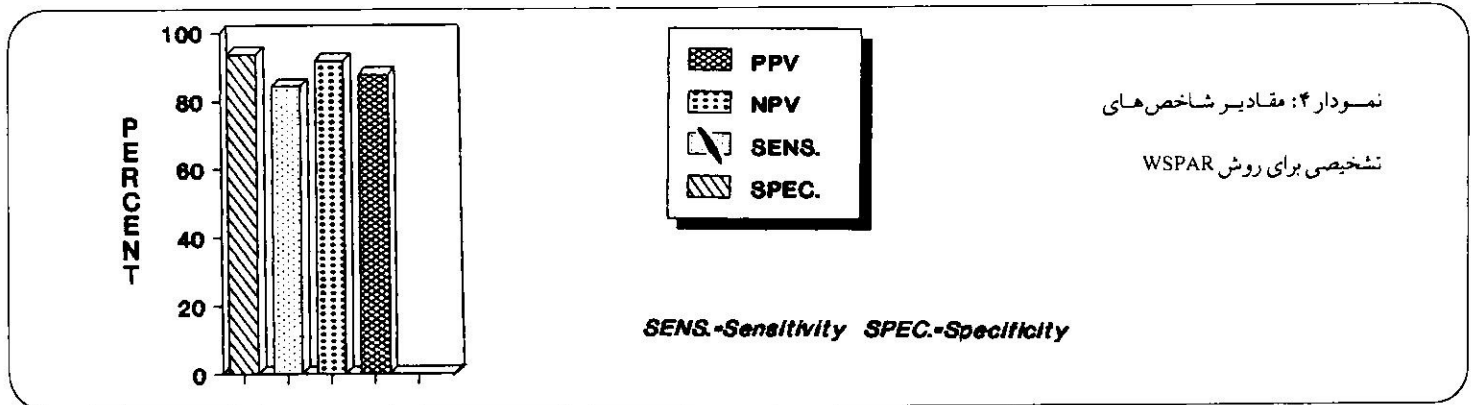 100
80
60
40
20
0
PERCENT
PPV
NPV
SENS.
SPEC.
SENS.=Sensitivity SPEC.=Specificity
نمودار ۴: مقادیر شاخص‌های
تشخیصی برای روش WSPAR